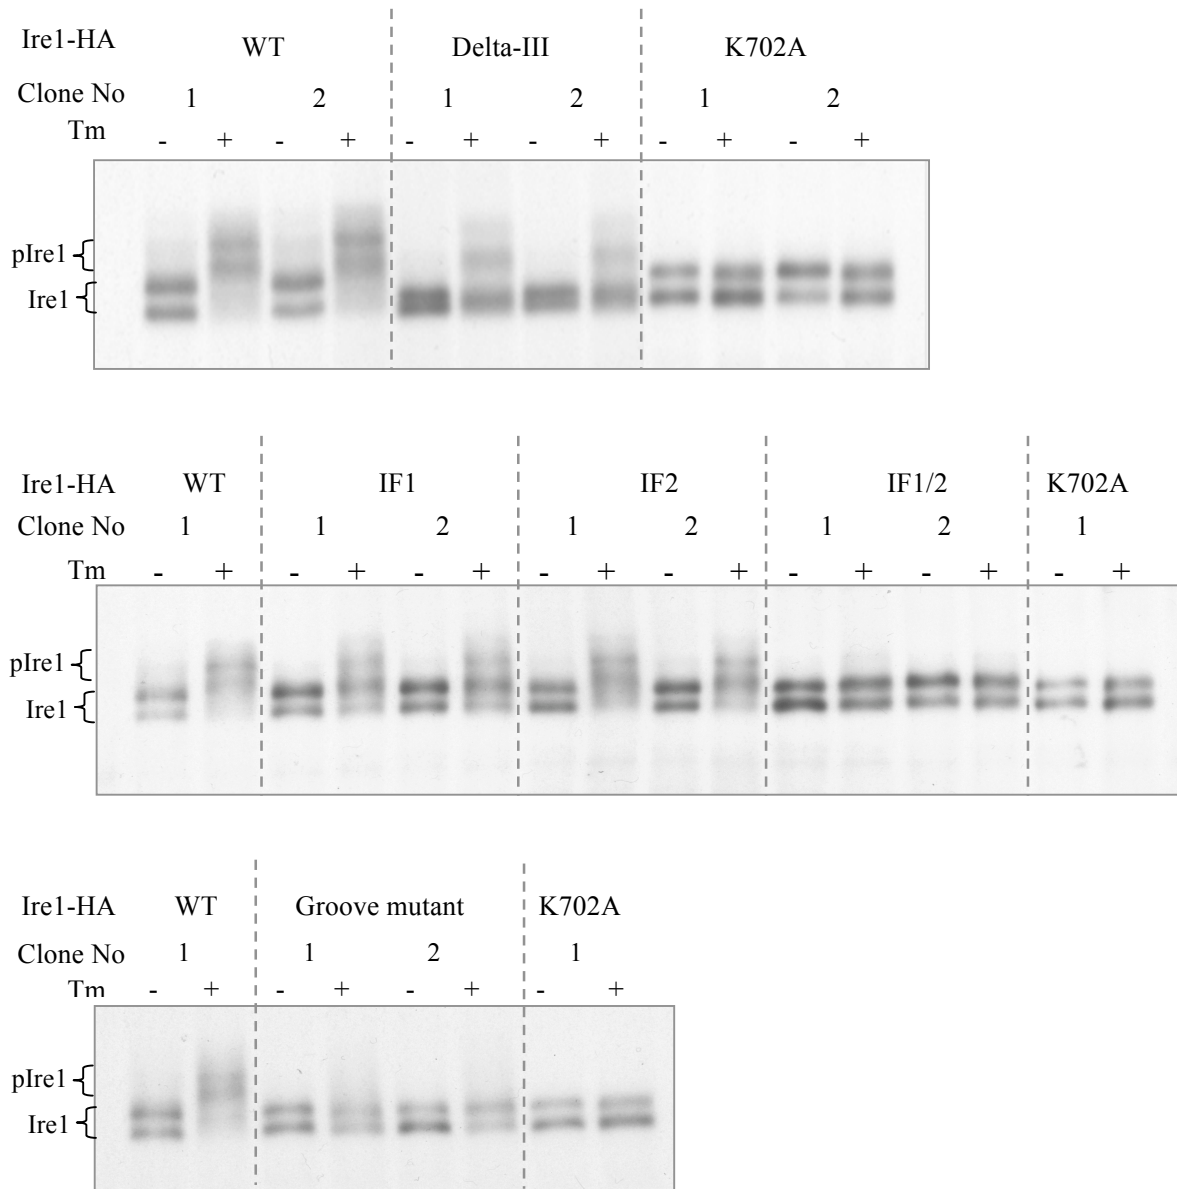 Ire1-HA WT Delta-III K702A
Clone No 1 2 1 2 1 2
Tm - + - + - + - + - + - +
pIre1
Ire1
Ire1-HA WT IF1 IF2 IF1/2 K702A
Clone No 1 1 2 1 2 1 2 1
Tm - + - + - + - + - + - + - + - +
pIre1
Ire1
Ire1-HA WT Groove mutant K702A
Clone No 1 1 2 1
Tm - + - + - + - +
pIre1
Ire1